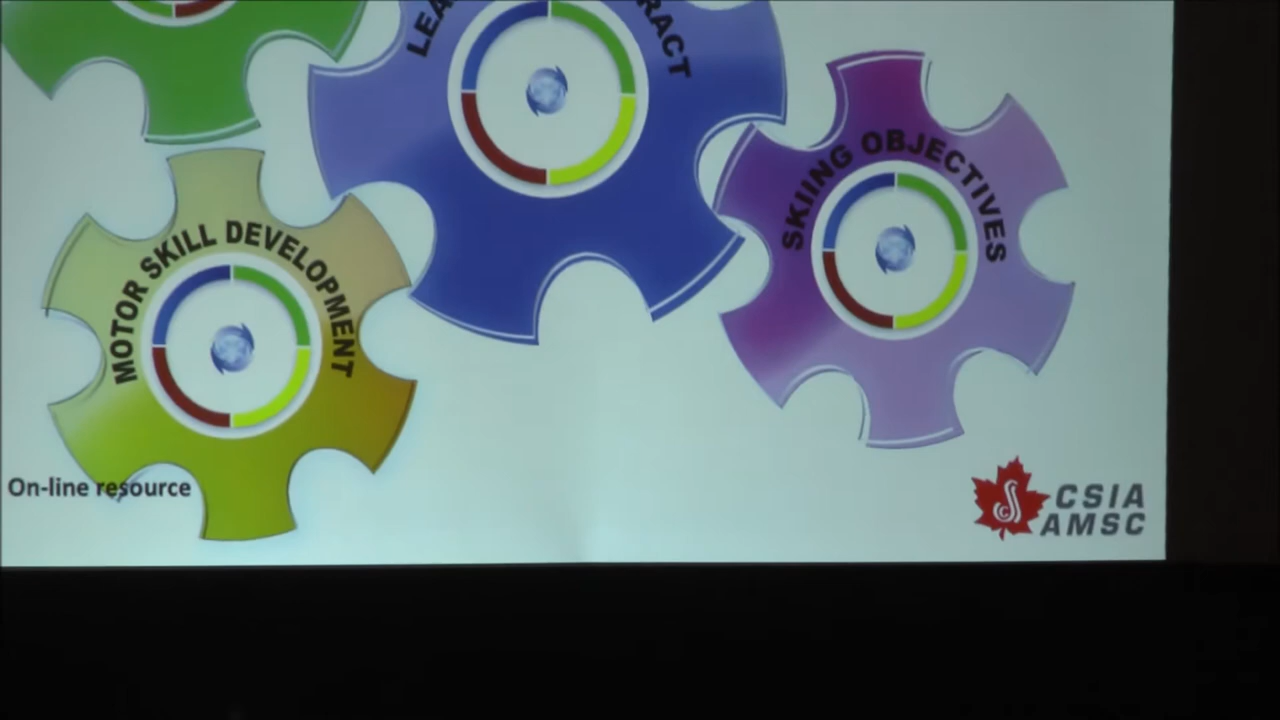 SKIING OBJECTIVES
MOTOR SKILL DEVELOPMENT
On-line resource
CSIA
AMSC